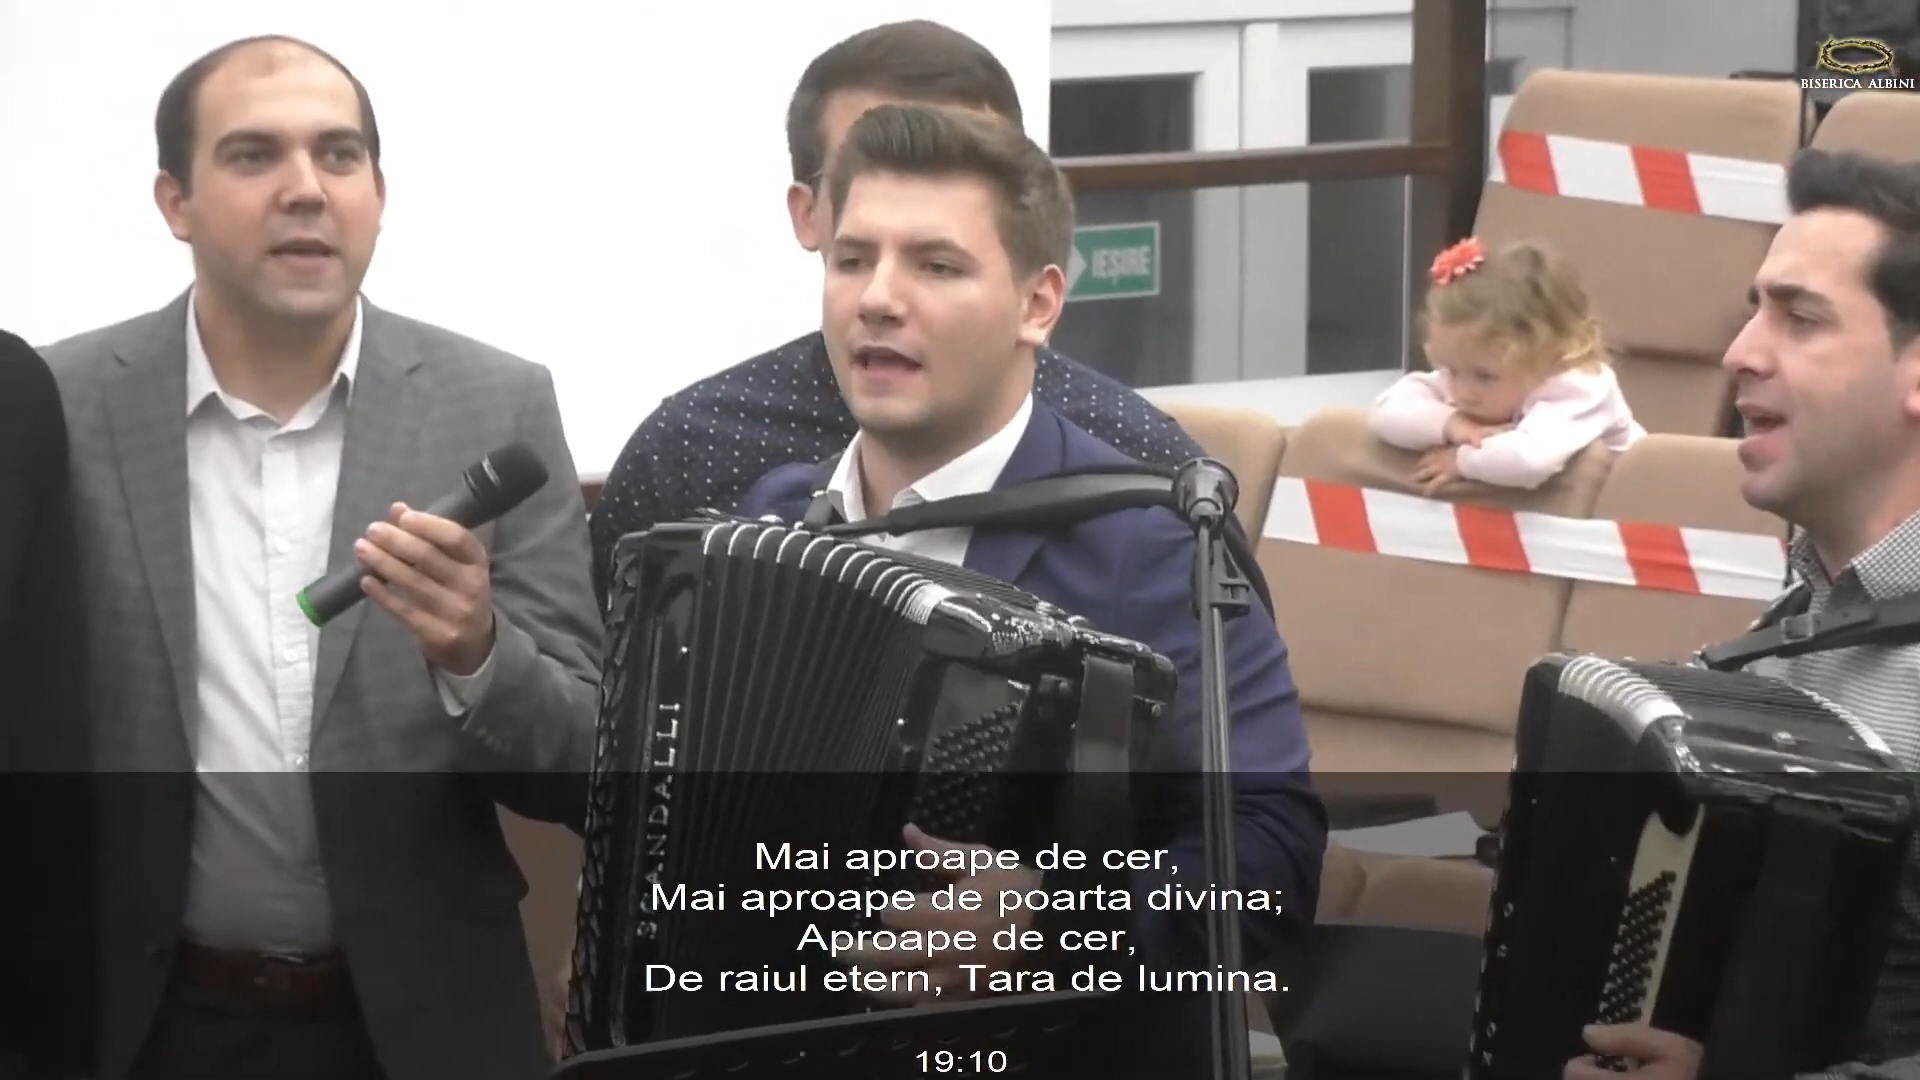 BISERICA ALBINI
IEȘIRE
SCANDALLI
Mai aproape de cer,
Mai aproape de poarta divina;
Aproape de cer,
De raiul etern, Tara de lumina.
19:10